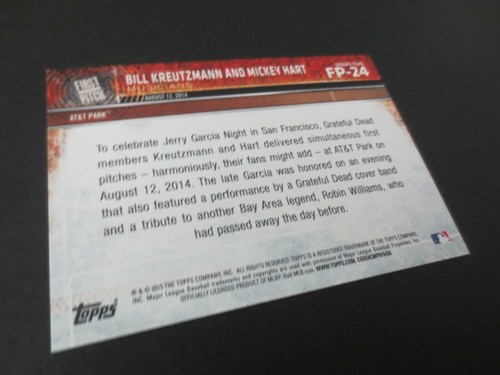 FIRST PITCH
BILL KREUTZMANN AND MICKEY HART
MUSICIANS
AUGUST 12, 2014
FP-24
AT&T PARK
To celebrate Jerry Garcia Night in San Francisco, Grateful Dead
members Kreutzmann and Hart delivered simultaneous first
pitches – harmoniously, their fans might add – at AT&T Park on
August 12, 2014. The late Garcia was honored on an evening
that also featured a performance by a Grateful Dead cover band
and a tribute to another Bay Area legend, Robin Williams, who
had passed away the day before.
® & © 2015 THE TOPPS COMPANY, INC. ALL RIGHTS RESERVED. TOPPS IS A REGISTERED TRADEMARK OF THE TOPPS COMPANY,
INC. Major League Baseball trademarks and copyrights are used with permission of Major League Baseball Properties, Inc.
OFFICIALLY LICENSED PRODUCT OF MLBP. Visit MLB.com. WWW.TOPPS.COM.
Topps